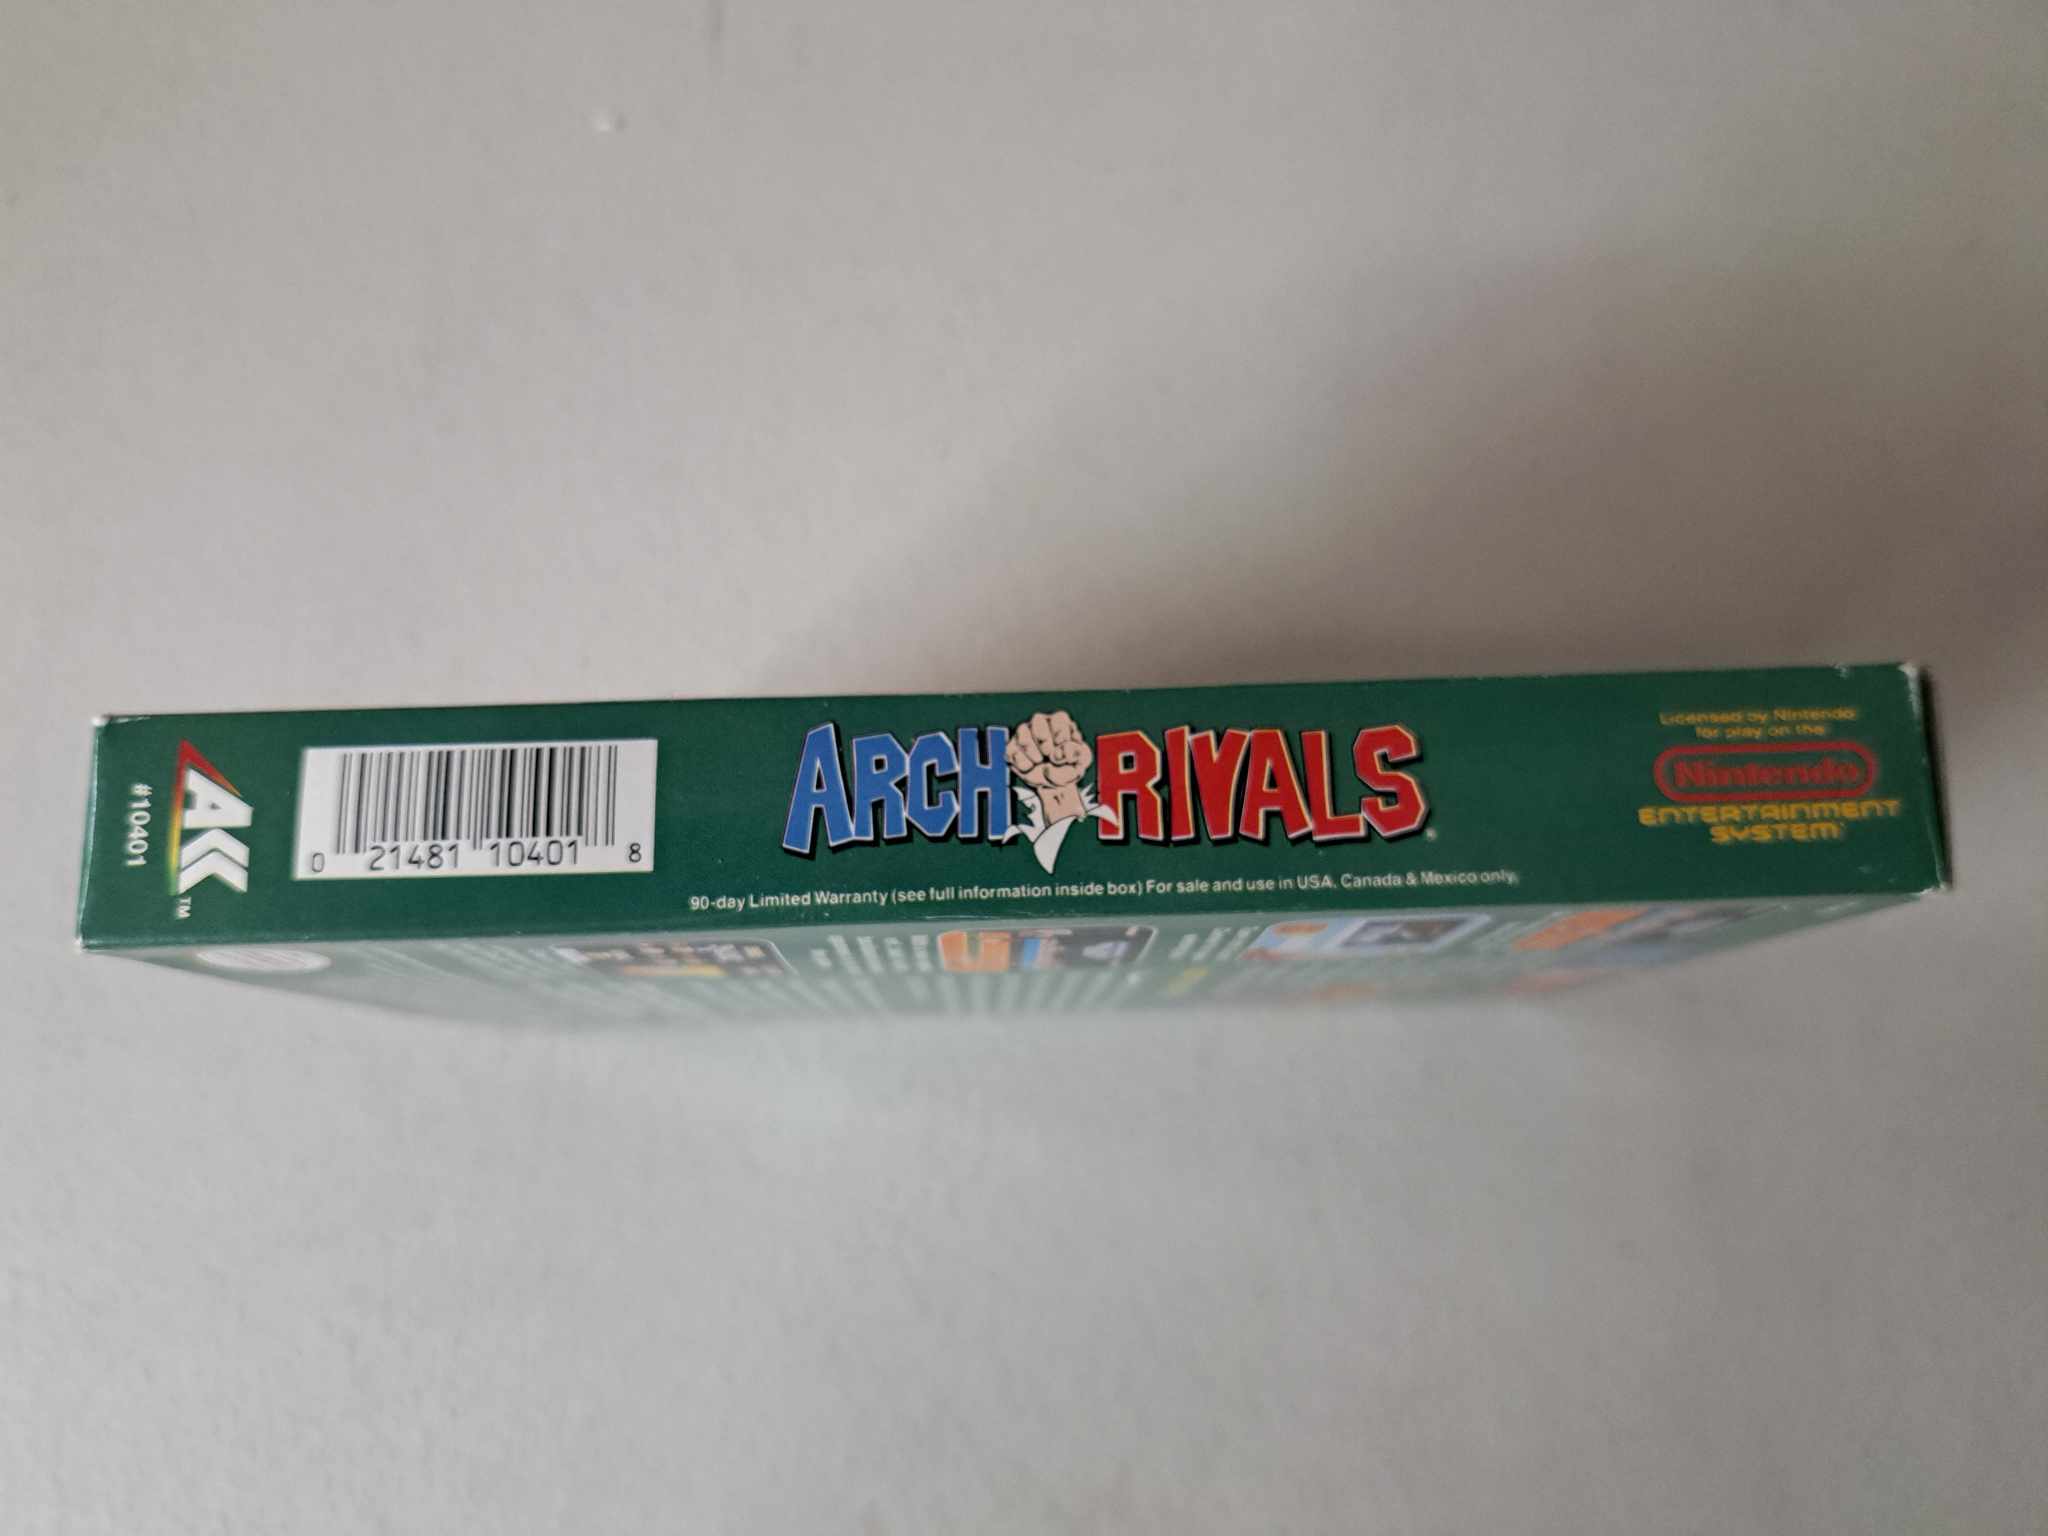 #10401
AK
TM
0 21481 10401 8
ARCH RIVALS®
90-day Limited Warranty (see full information inside box) For sale and use in USA, Canada & Mexico only.
Licensed by Nintendo
for play on the
Nintendo
ENTERTAINMENT
SYSTEM